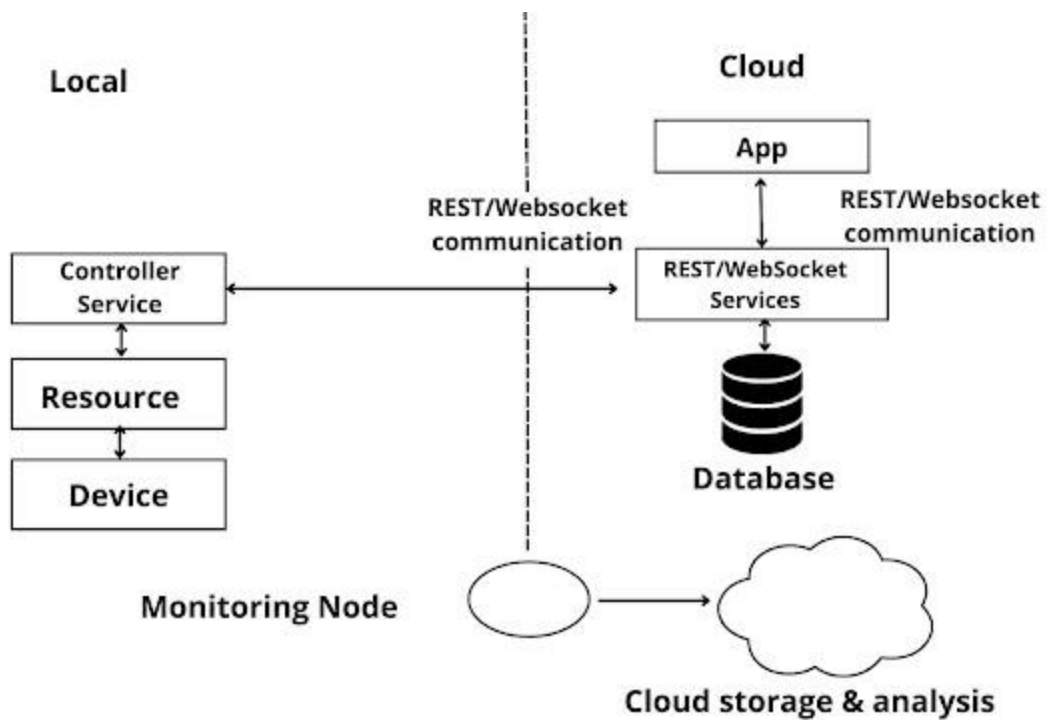 Local
Cloud
App
REST/Websocket
communication
REST/Websocket
communication
Controller
Service
REST/WebSocket
Services
Resource
Device
Database
Monitoring Node
Cloud storage & analysis